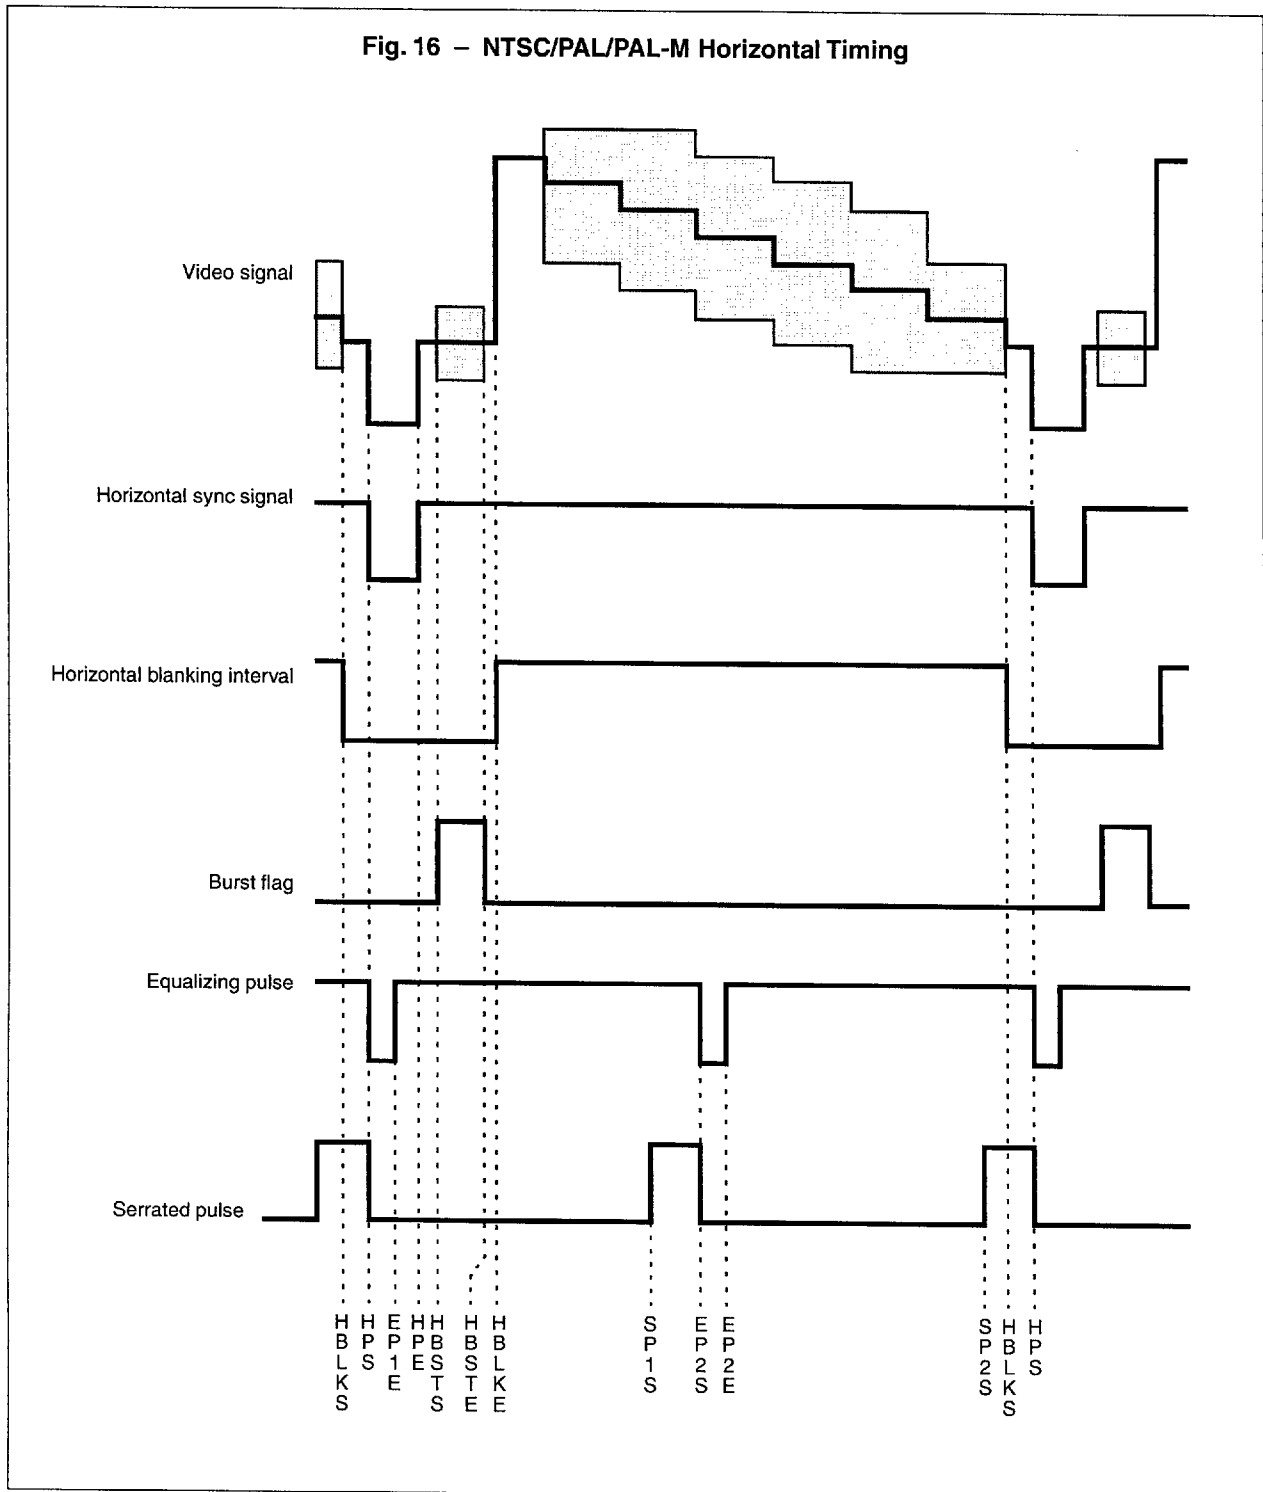 Fig. 16 – NTSC/PAL/PAL-M Horizontal Timing
Video signal
Horizontal sync signal
Horizontal blanking interval
Burst flag
Equalizing pulse
Serrated pulse
HBLKS
HPS
EP1E
HPE
HBSTS
HBSTE
HBLKE
SP1S
EP2S
EP2E
SP2S
HBLKS
HPS